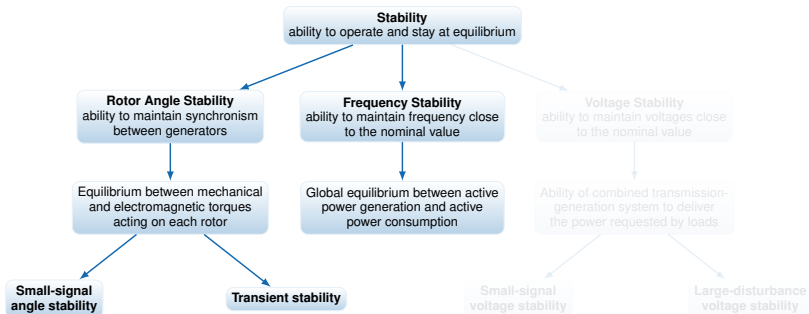 Stability
ability to operate and stay at equilibrium
Rotor Angle Stability
ability to maintain synchronism
between generators
Frequency Stability
ability to maintain frequency close
to the nominal value
Voltage Stability
ability to maintain voltages close
to the nominal value
Equilibrium between mechanical
and electromagnetic torques
acting on each rotor
Global equilibrium between active
power generation and active
power consumption
Ability of combined transmission-
generation system to deliver
the power requested by loads
Small-signal
angle stability
Transient stability
Small-signal
voltage stability
Large-disturbance
voltage stability